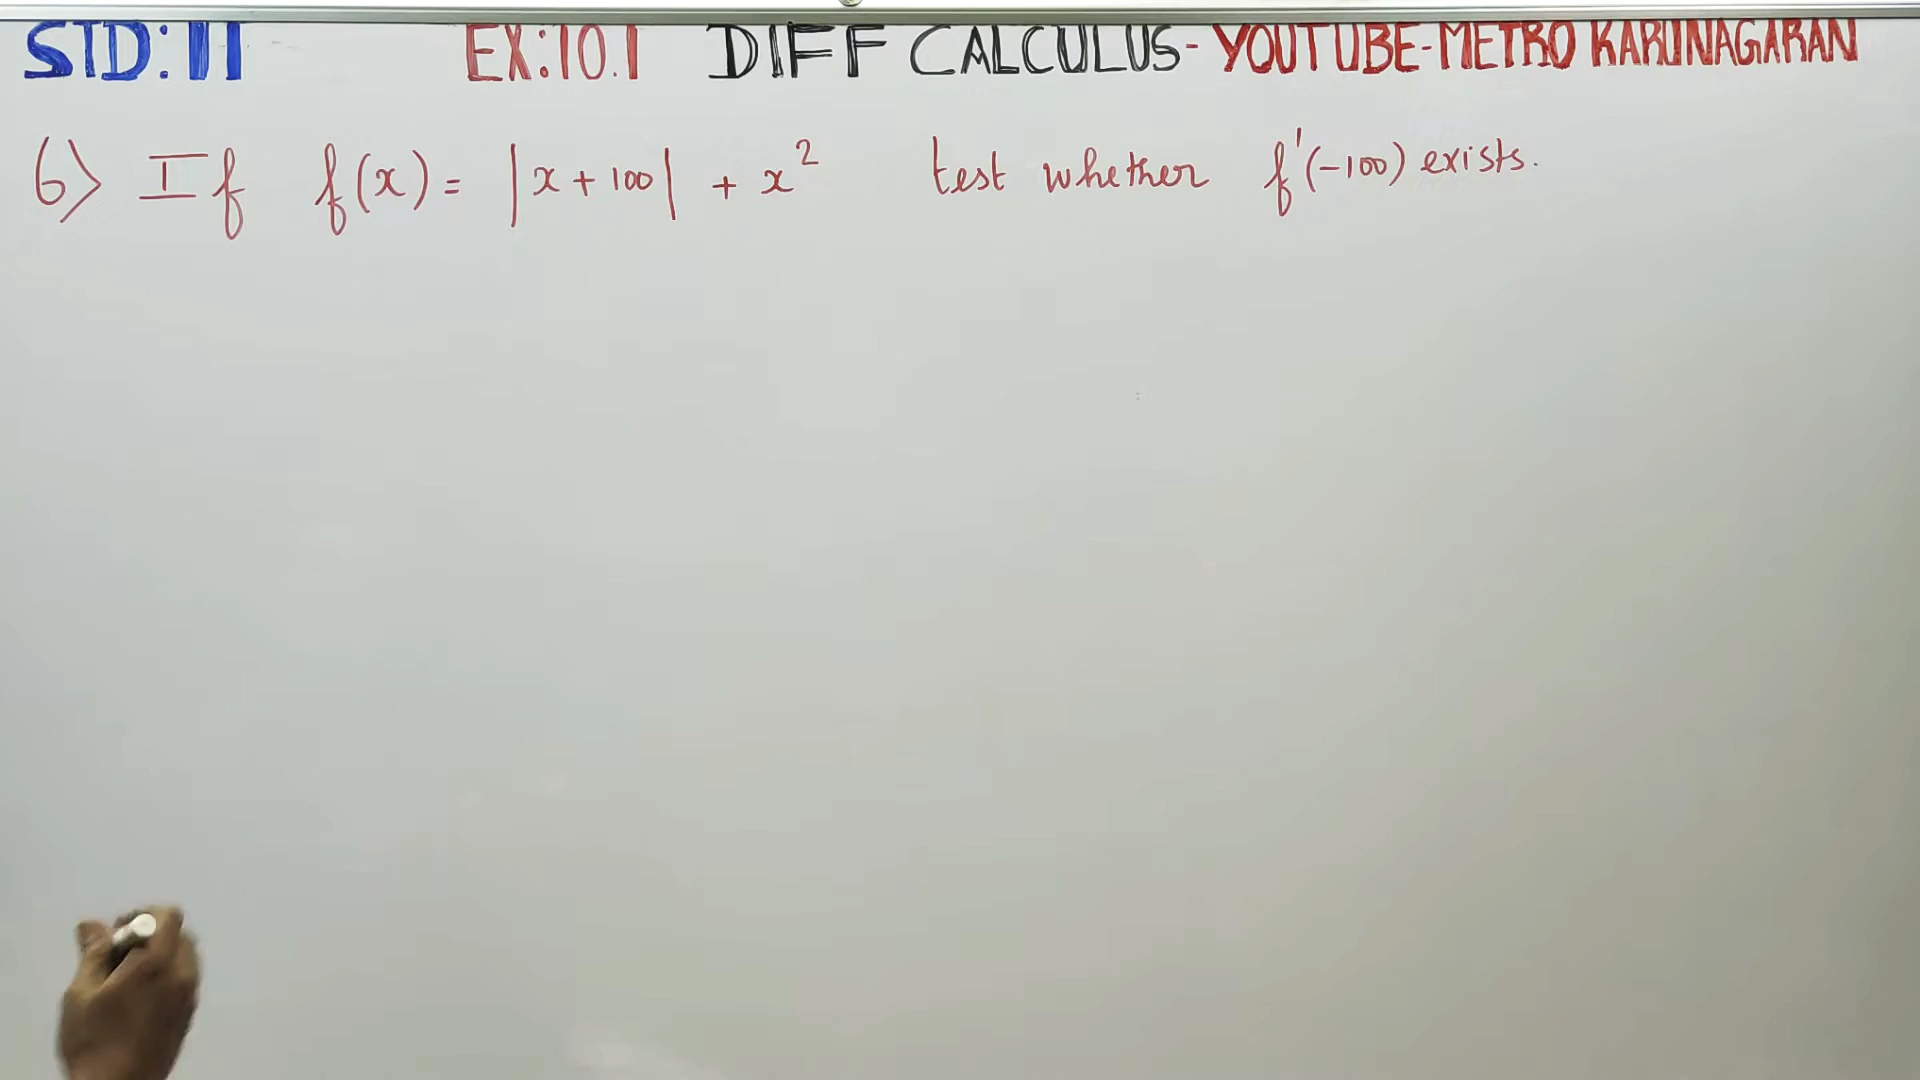 STD: 11 EX: 10.1 DIFF CALCULUS - YOUTUBE - METRO KARUNAGARAN
6) If f(x) = |x + 100| + x² test whether f'(-100) exists.